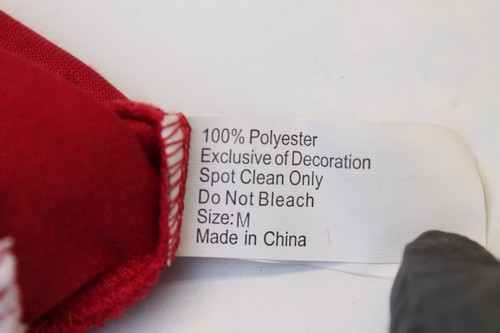 100% Polyester
Exclusive of Decoration
Spot Clean Only
Do Not Bleach
Size: M
Made in China